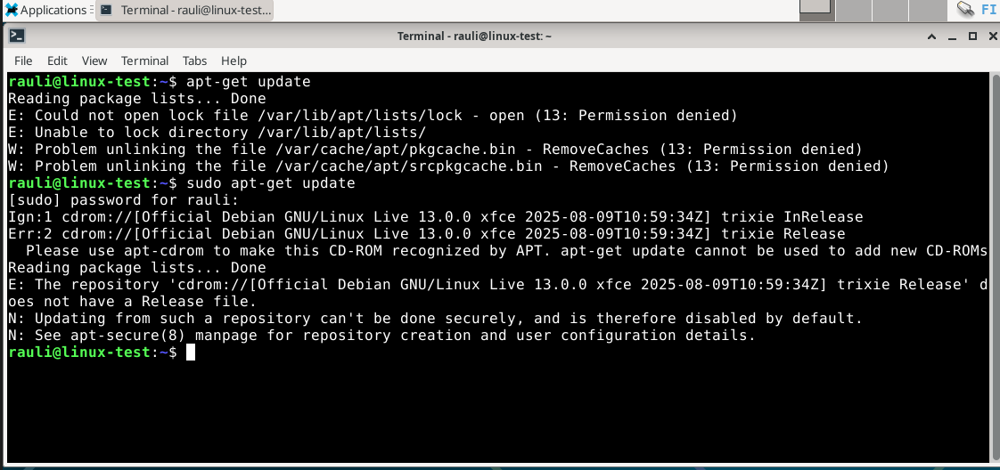 Applications
Terminal - rauli@linux-test...
FI
Terminal - rauli@linux-test: ~
File Edit View Terminal Tabs Help
rauli@linux-test:~$ apt-get update
Reading package lists... Done
E: Could not open lock file /var/lib/apt/lists/lock - open (13: Permission denied)
E: Unable to lock directory /var/lib/apt/lists/
W: Problem unlinking the file /var/cache/apt/pkgcache.bin - RemoveCaches (13: Permission denied)
W: Problem unlinking the file /var/cache/apt/srcpkgcache.bin - RemoveCaches (13: Permission denied)
rauli@linux-test:~$ sudo apt-get update
[sudo] password for rauli:
Ign:1 cdrom://[Official Debian GNU/Linux Live 13.0.0 xfce 2025-08-09T10:59:34Z] trixie InRelease
Err:2 cdrom://[Official Debian GNU/Linux Live 13.0.0 xfce 2025-08-09T10:59:34Z] trixie Release
  Please use apt-cdrom to make this CD-ROM recognized by APT. apt-get update cannot be used to add new CD-ROMs
Reading package lists... Done
E: The repository 'cdrom://[Official Debian GNU/Linux Live 13.0.0 xfce 2025-08-09T10:59:34Z] trixie Release' d
oes not have a Release file.
N: Updating from such a repository can't be done securely, and is therefore disabled by default.
N: See apt-secure(8) manpage for repository creation and user configuration details.
rauli@linux-test:~$